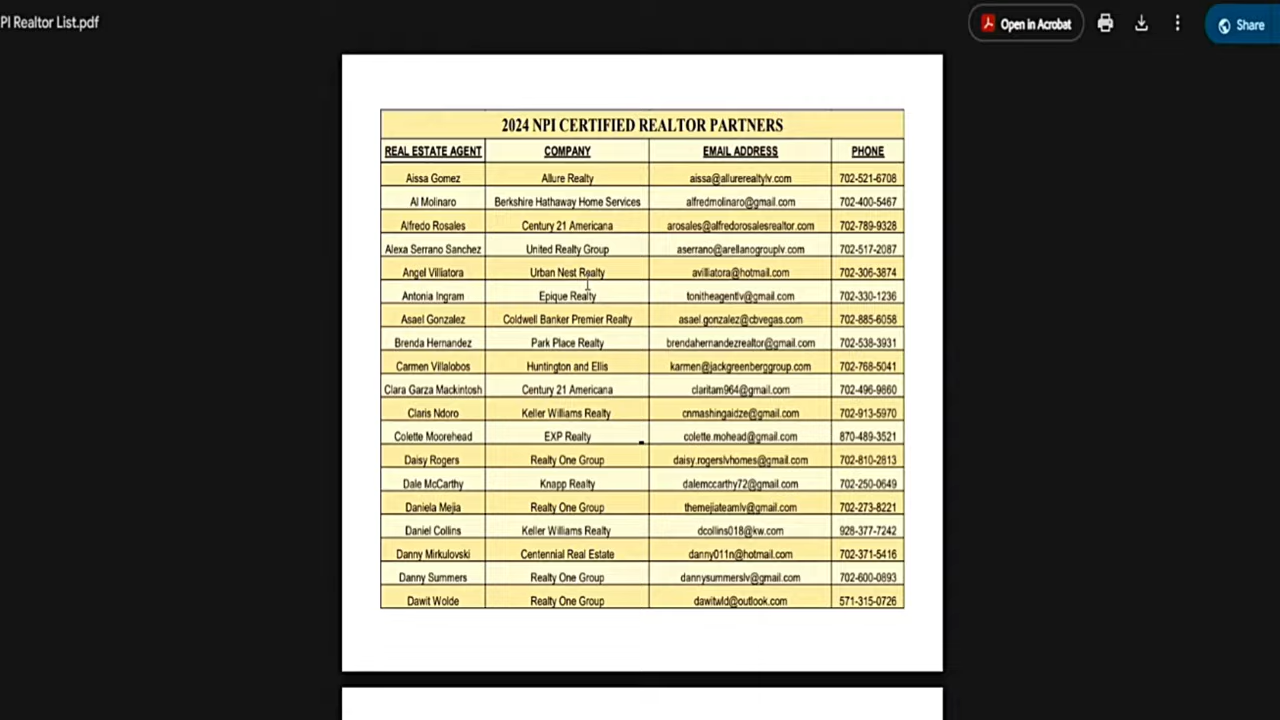 PI Realtor List.pdf
Open in Acrobat
Share
2024 NPI CERTIFIED REALTOR PARTNERS
REAL ESTATE AGENT COMPANY EMAIL ADDRESS PHONE
Aissa Gomez Allure Realty aissa@allurerealtylv.com 702-521-6708
Al Molinaro Berkshire Hathaway Home Services alfredmolinaro@gmail.com 702-400-5467
Alfredo Rosales Century 21 Americana arosales@alfredorosalesrealtor.com 702-789-9328
Alexa Serrano Sanchez United Realty Group aserrano@arellanogrouplv.com 702-517-2087
Angel Villiatora Urban Nest Realty avilliatora@hotmail.com 702-306-3874
Antonia Ingram Epique Realty tonitheagentlv@gmail.com 702-330-1236
Asael Gonzalez Coldwell Banker Premier Realty asael.gonzalez@cbvegas.com 702-885-6058
Brenda Hernandez Park Place Realty brendahernandezrealtor@gmail.com 702-538-3931
Carmen Villalobos Huntington and Ellis karmen@jackgreenberggroup.com 702-768-5041
Clara Garza Mackintosh Century 21 Americana claritam964@gmail.com 702-496-9860
Claris Ndoro Keller Williams Realty cnmashingaidze@gmail.com 702-913-5970
Colette Moorehead EXP Realty colette.mohead@gmail.com 870-489-3521
Daisy Rogers Realty One Group daisy.rogerslvhomes@gmail.com 702-810-2813
Dale McCarthy Knapp Realty dalemccarthy72@gmail.com 702-250-0649
Daniela Mejia Realty One Group themejiateamlv@gmail.com 702-273-8221
Daniel Collins Keller Williams Realty dcollins018@kw.com 928-377-7242
Danny Mirkulovski Centennial Real Estate danny011n@hotmail.com 702-371-5416
Danny Summers Realty One Group dannysummerslv@gmail.com 702-600-0893
Dawit Wolde Realty One Group dawitwld@outlook.com 571-315-0726